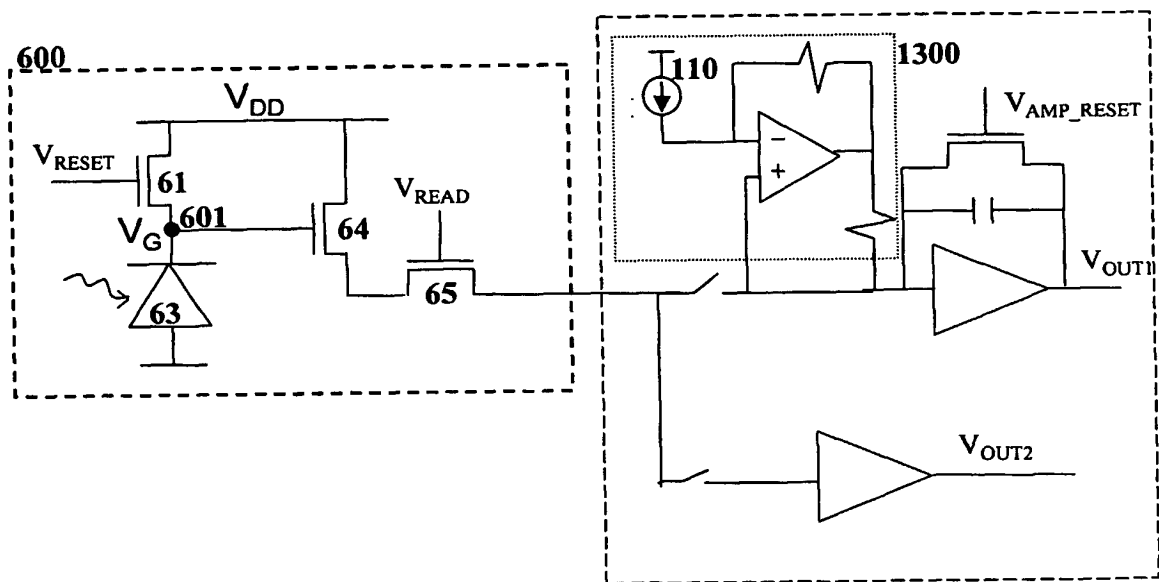 600
V_DD
V_RESET
61
V_G
601
64
V_READ
65
63
110
1300
−
+
V_AMP_RESET
V_OUT1
V_OUT2